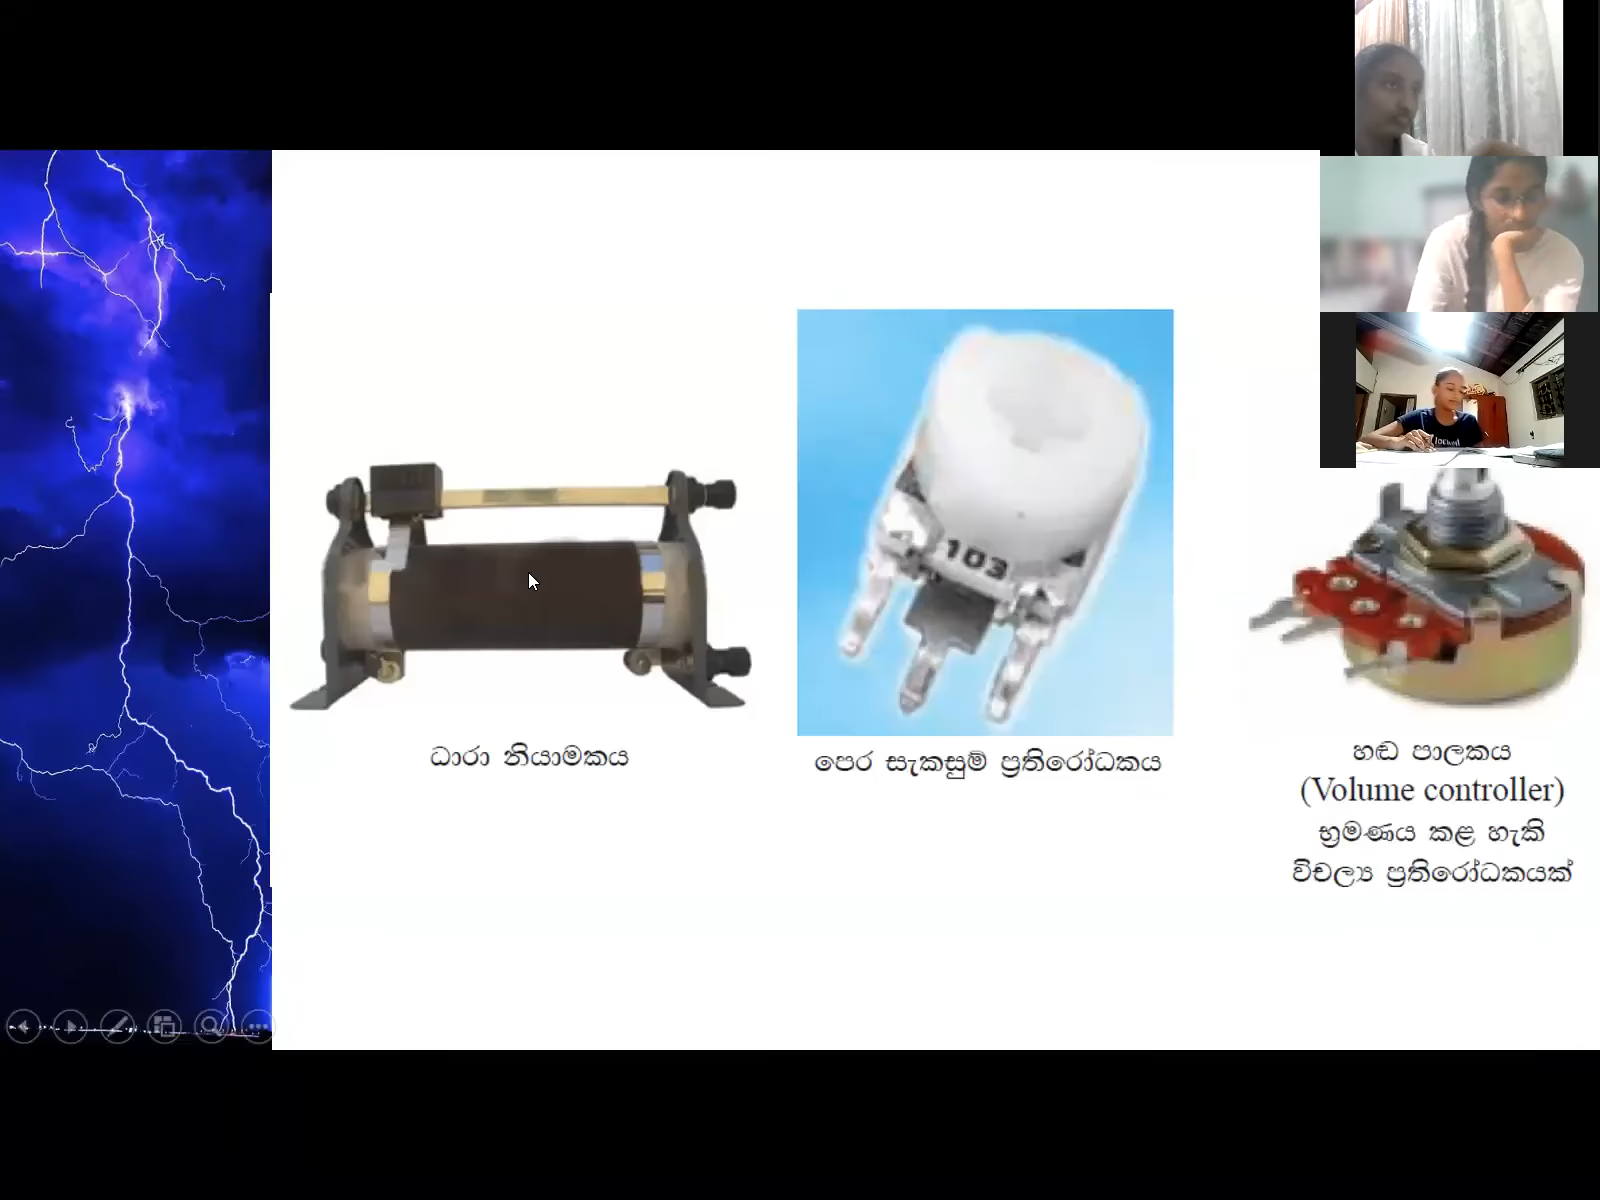 103
ධාරා නියාමකය
පෙර සැකසුම් ප්‍රතිරෝධකය
හඬ පාලකය
(Volume controller)
භ්‍රමණය කළ හැකි
විචල්‍ය ප්‍රතිරෝධකයක්